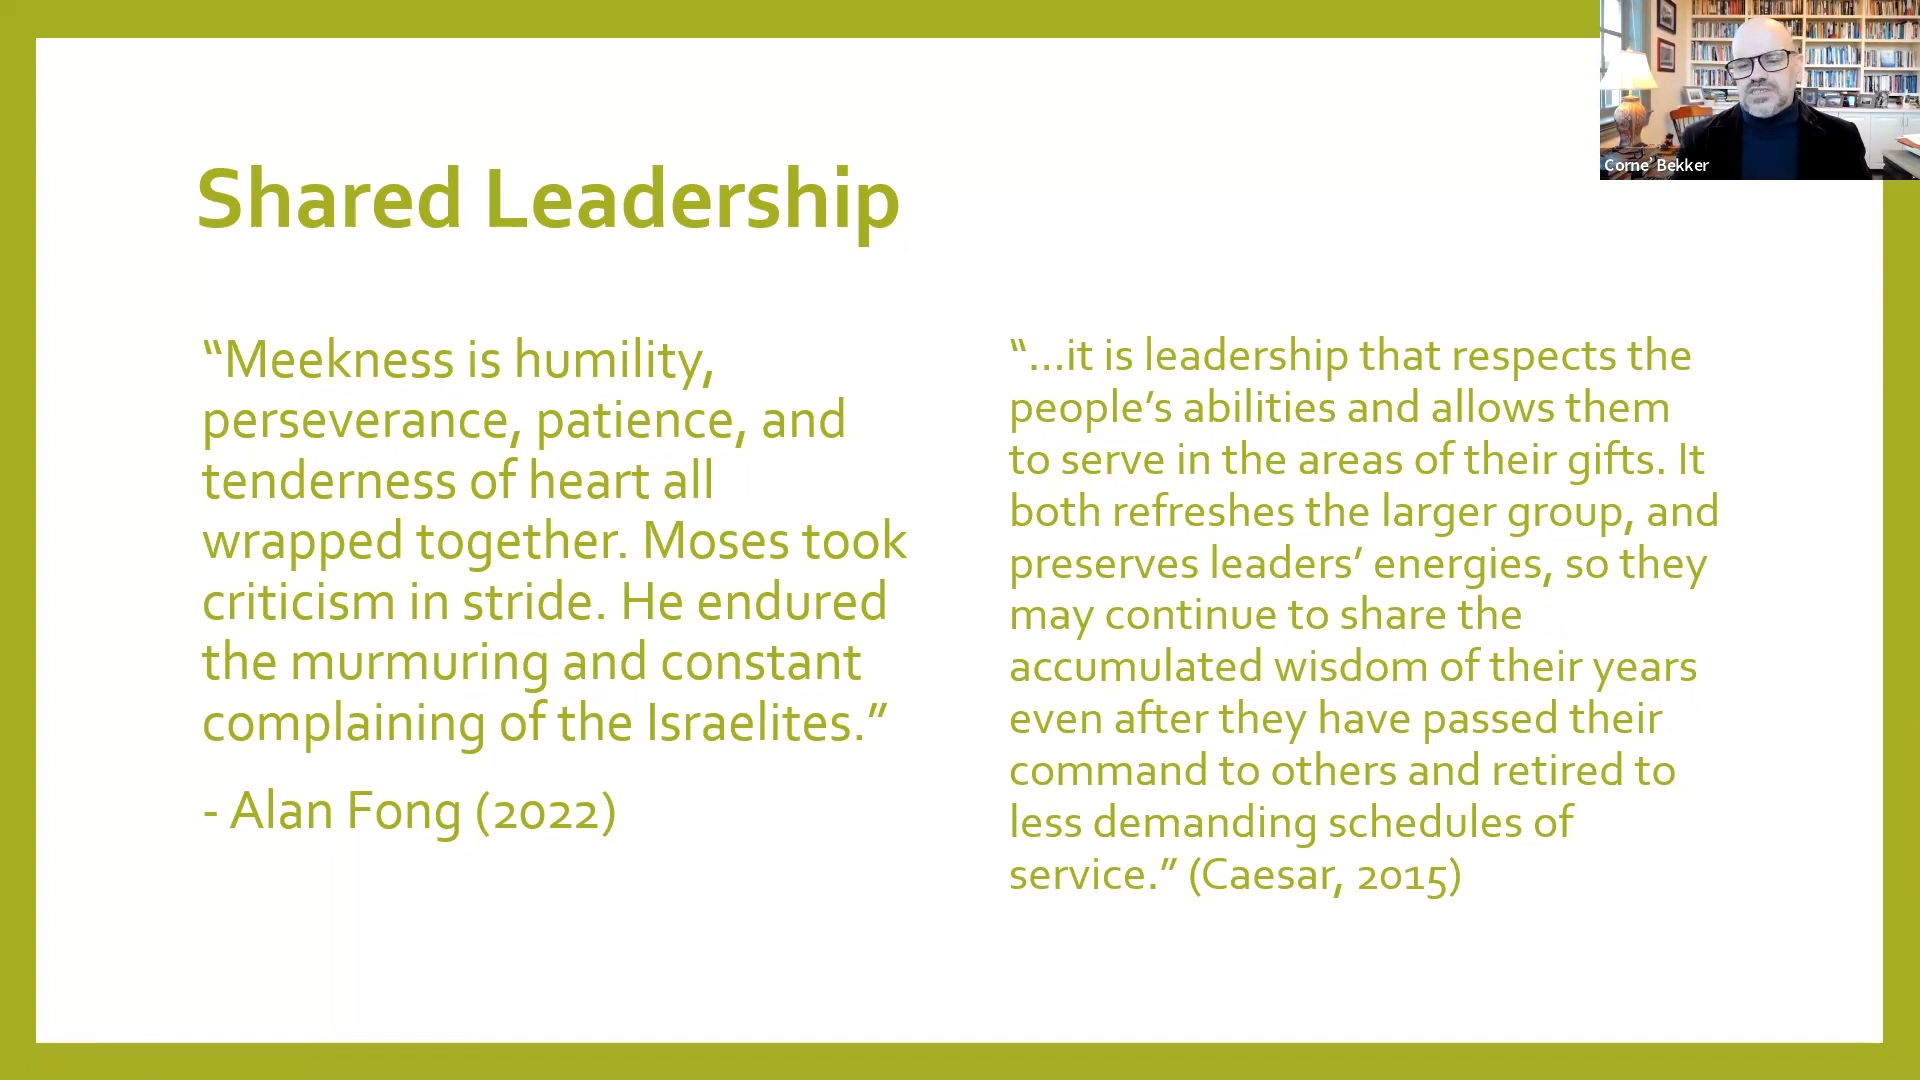 Shared Leadership
“Meekness is humility,
perseverance, patience, and
tenderness of heart all
wrapped together. Moses took
criticism in stride. He endured
the murmuring and constant
complaining of the Israelites.”
- Alan Fong (2022)
“…it is leadership that respects the
people’s abilities and allows them
to serve in the areas of their gifts. It
both refreshes the larger group, and
preserves leaders’ energies, so they
may continue to share the
accumulated wisdom of their years
even after they have passed their
command to others and retired to
less demanding schedules of
service.” (Caesar, 2015)
Corne’ Bekker